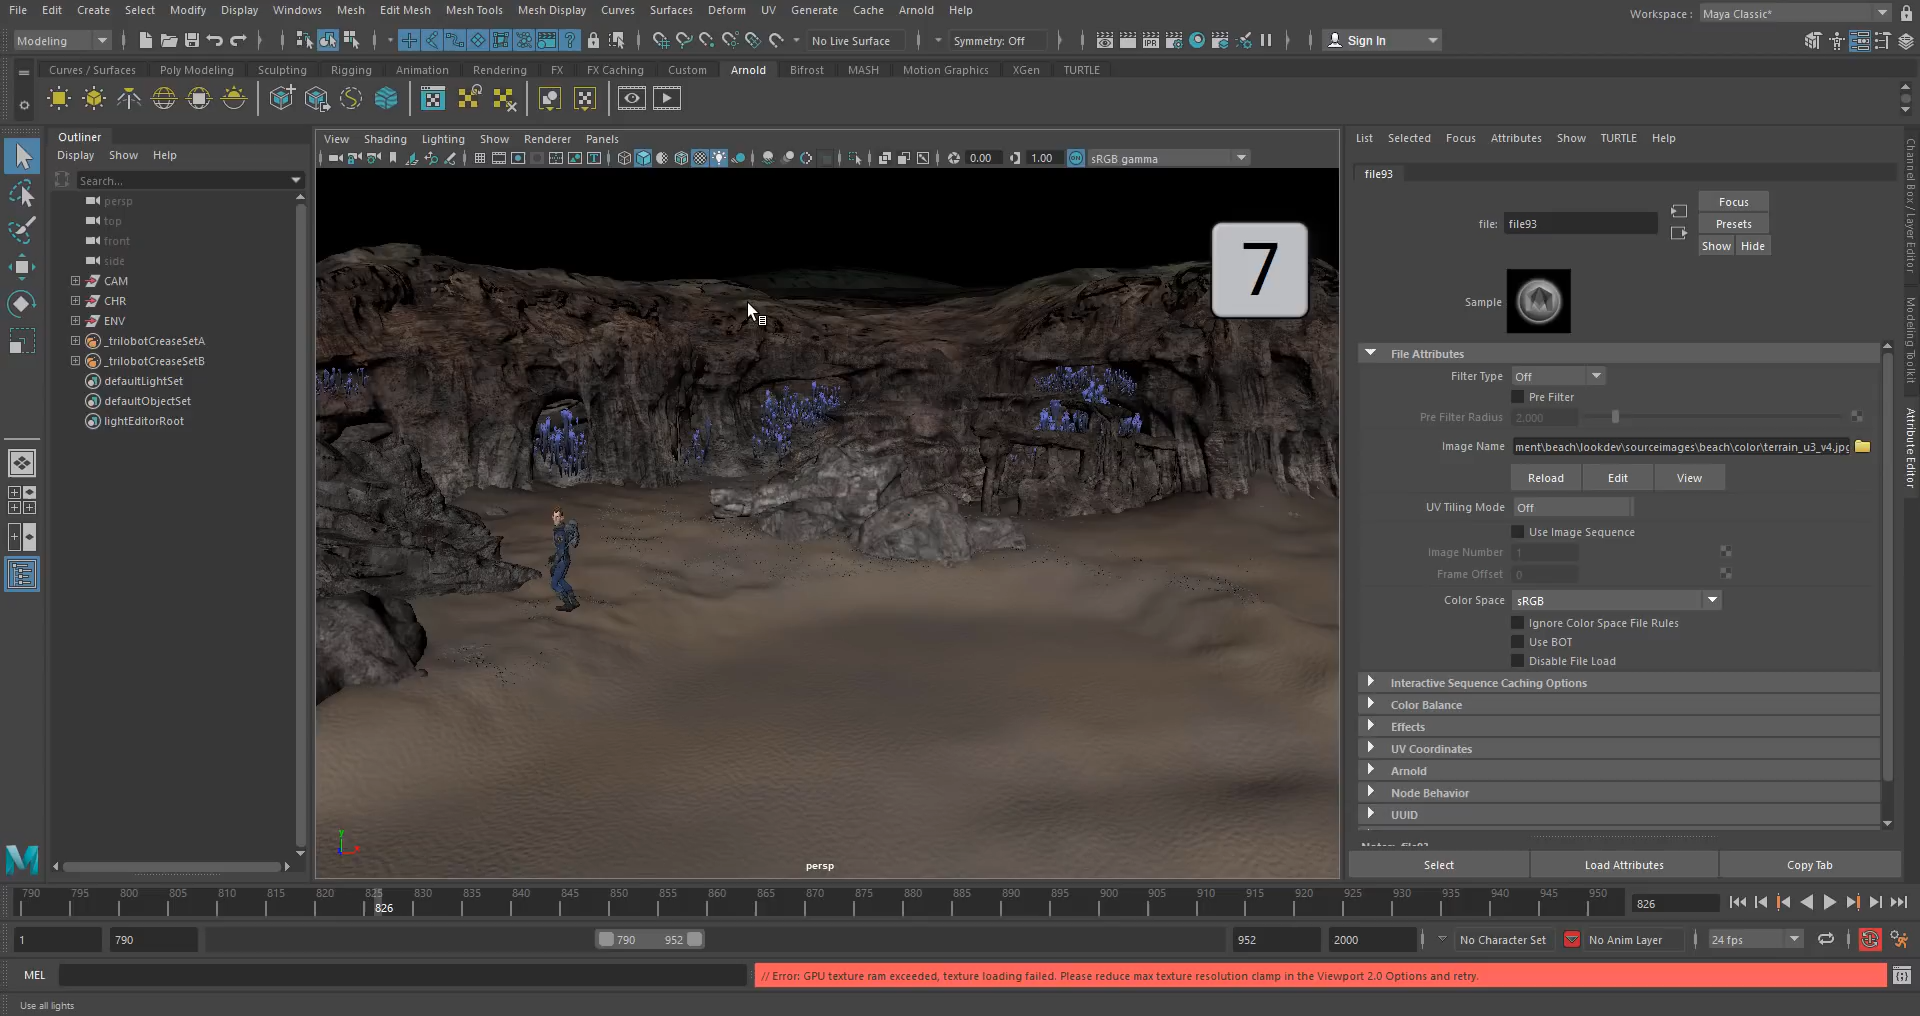 File Edit Create Select Modify Display Windows Mesh Edit Mesh Mesh Tools Mesh Display Curves Surfaces Deform UV Generate Cache Arnold Help
Workspace : Maya Classic*
Modeling
No Live Surface
Symmetry: Off
Sign In
Curves / Surfaces Poly Modeling Sculpting Rigging Animation Rendering FX FX Caching Custom Arnold Bifrost MASH Motion Graphics XGen TURTLE
Outliner
Display Show Help
Search...
persp
top
front
side
CAM
CHR
ENV
_trilobotCreaseSetA
_trilobotCreaseSetB
defaultLightSet
defaultObjectSet
lightEditorRoot
View Shading Lighting Show Renderer Panels
0.00 1.00 ON sRGB gamma
7
persp
List Selected Focus Attributes Show TURTLE Help
file93
Focus
file: file93
Presets
Show Hide
Sample
File Attributes
Filter Type Off
Pre Filter
Pre Filter Radius 2.000
Image Name ment\beach\lookdev\sourceimages\beach\color\terrain_u3_v4.jpg
Reload Edit View
UV Tiling Mode Off
Use Image Sequence
Image Number 1
Frame Offset 0
Color Space sRGB
Ignore Color Space File Rules
Use BOT
Disable File Load
Interactive Sequence Caching Options
Color Balance
Effects
UV Coordinates
Arnold
Node Behavior
UUID
Select Load Attributes Copy Tab
Channel Box / Layer Editor
Modeling Toolkit
Attribute Editor
790 795 800 805 810 815 820 825 830 835 840 845 850 855 860 865 870 875 880 885 890 895 900 905 910 915 920 925 930 935 940 945 950
826
826
1 790 790 952 952 2000 No Character Set No Anim Layer 24 fps
MEL // Error: GPU texture ram exceeded, texture loading failed. Please reduce max texture resolution clamp in the Viewport 2.0 Options and retry.
Use all lights